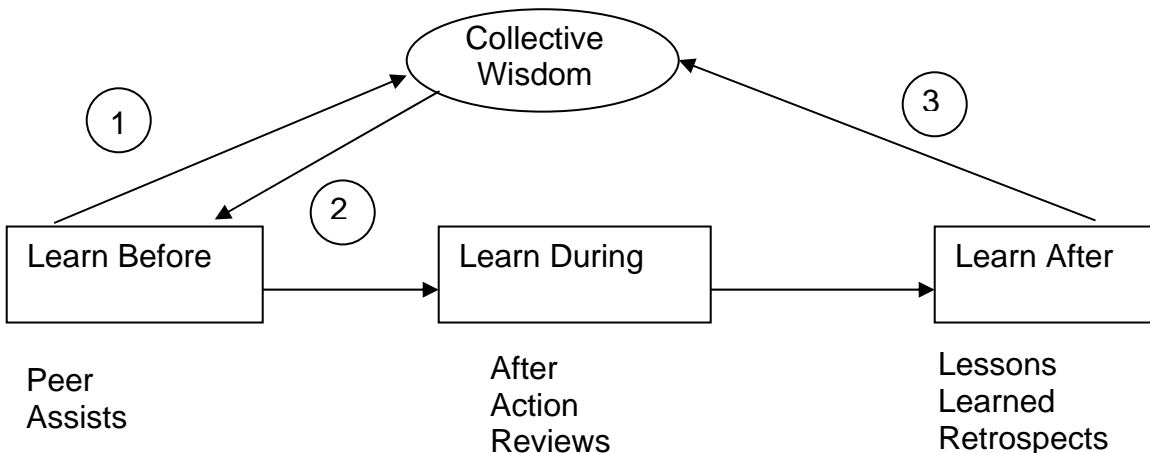 Collective
Wisdom
1
3
2
Learn Before
Learn During
Learn After
Peer
Assists
After
Action
Reviews
Lessons
Learned
Retrospects